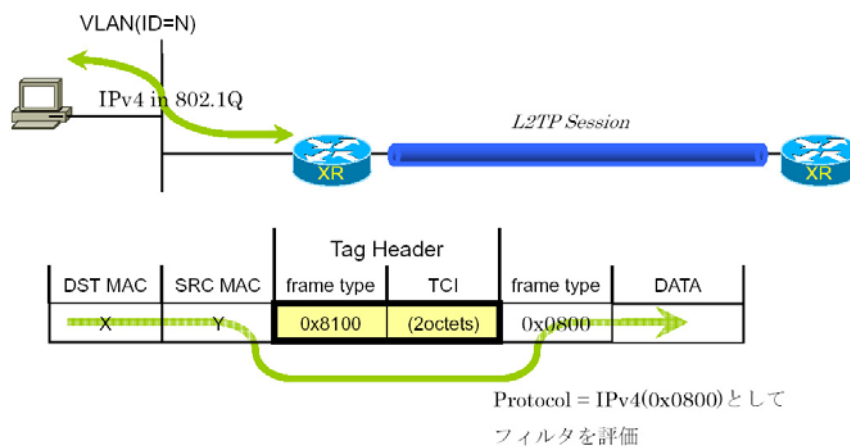 VLAN(ID=N)
IPv4 in 802.1Q
L2TP Session
XR
XR
Tag Header
DST MAC SRC MAC frame type TCI frame type DATA
X Y 0x8100 (2octets) 0x0800
Protocol = IPv4(0x0800)として
フィルタを評価